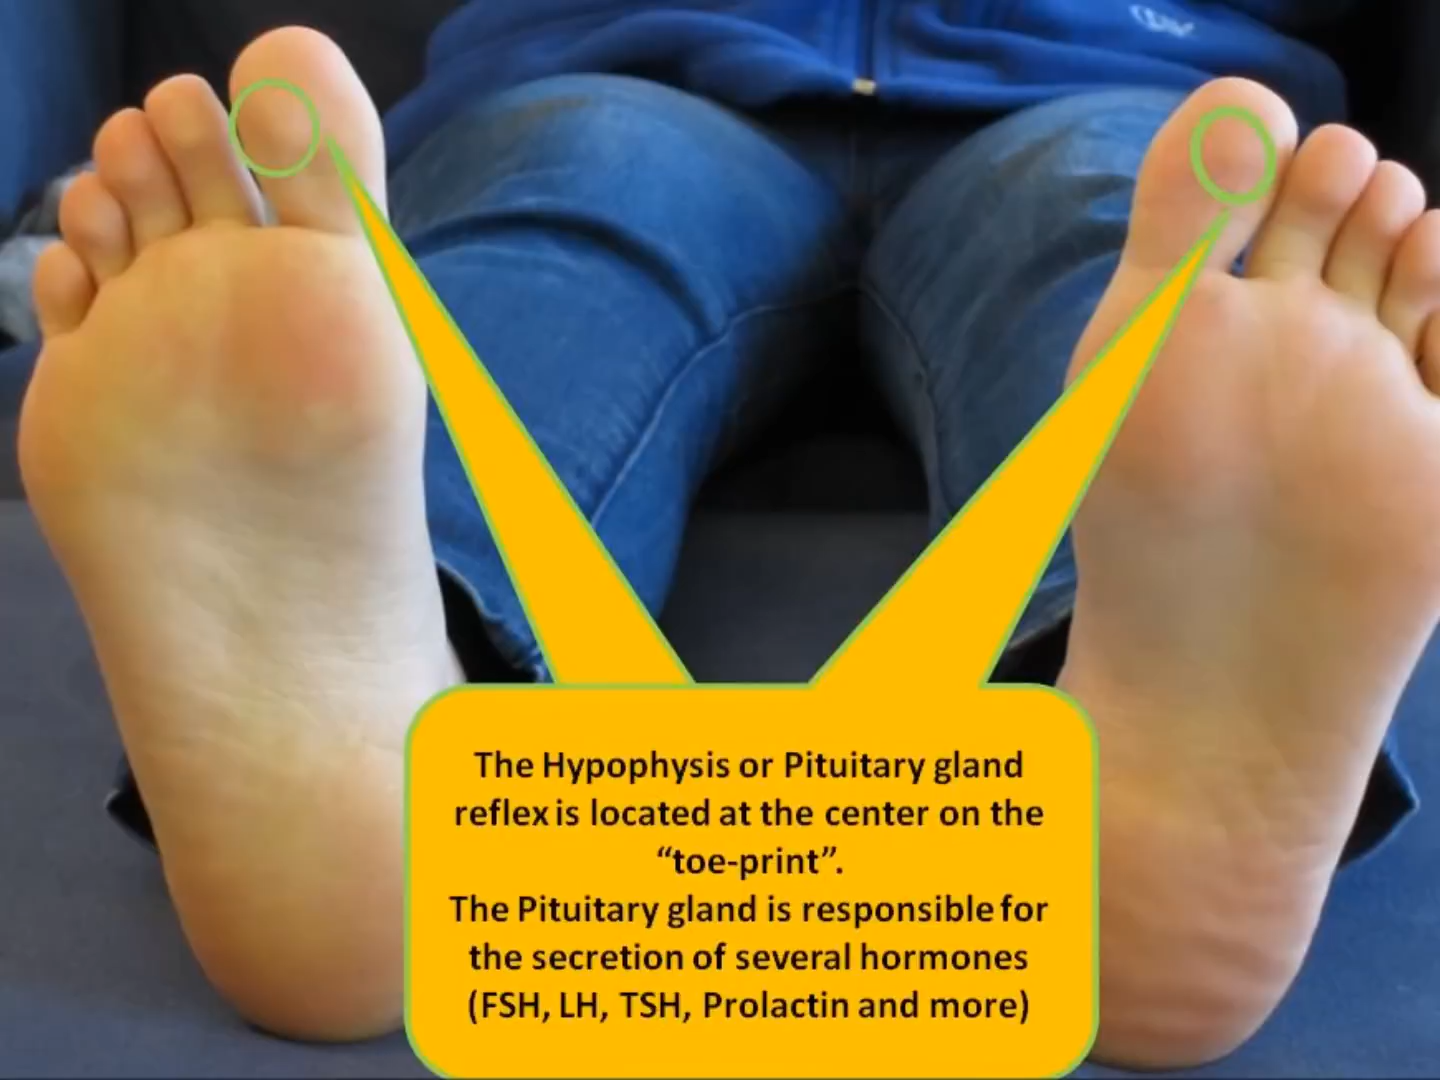 The Hypophysis or Pituitary gland
reflex is located at the center on the
“toe-print”.
The Pituitary gland is responsible for
the secretion of several hormones
(FSH, LH, TSH, Prolactin and more)